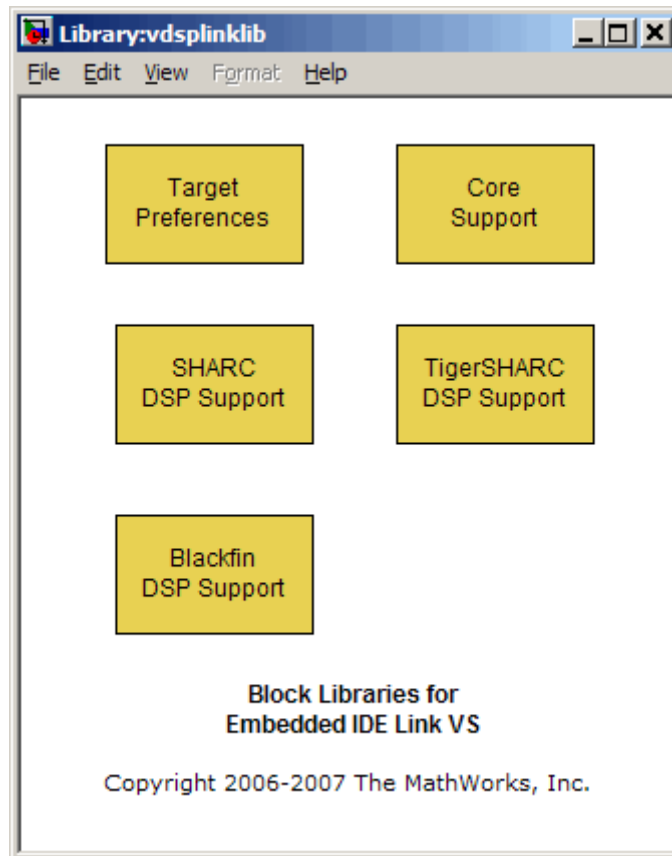 Library:vdsplinklib
File Edit View Format Help
Target
Preferences
Core
Support
SHARC
DSP Support
TigerSHARC
DSP Support
Blackfin
DSP Support
Block Libraries for
Embedded IDE Link VS
Copyright 2006-2007 The MathWorks, Inc.